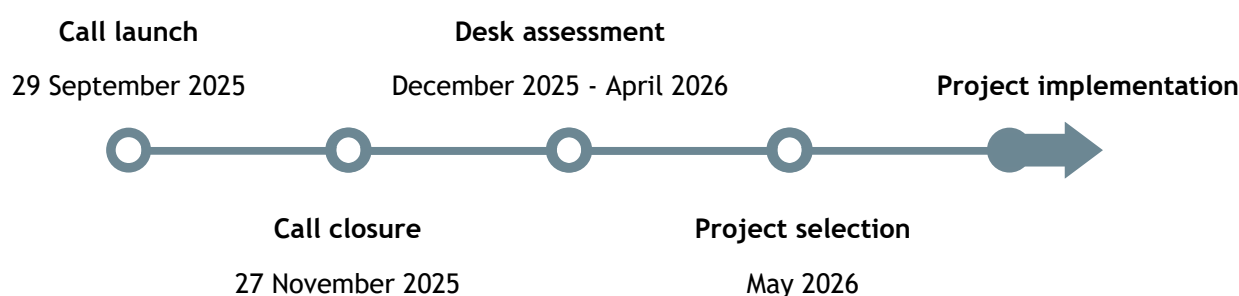 Call launch
29 September 2025
Desk assessment
December 2025 - April 2026
Project implementation
Call closure
27 November 2025
Project selection
May 2026